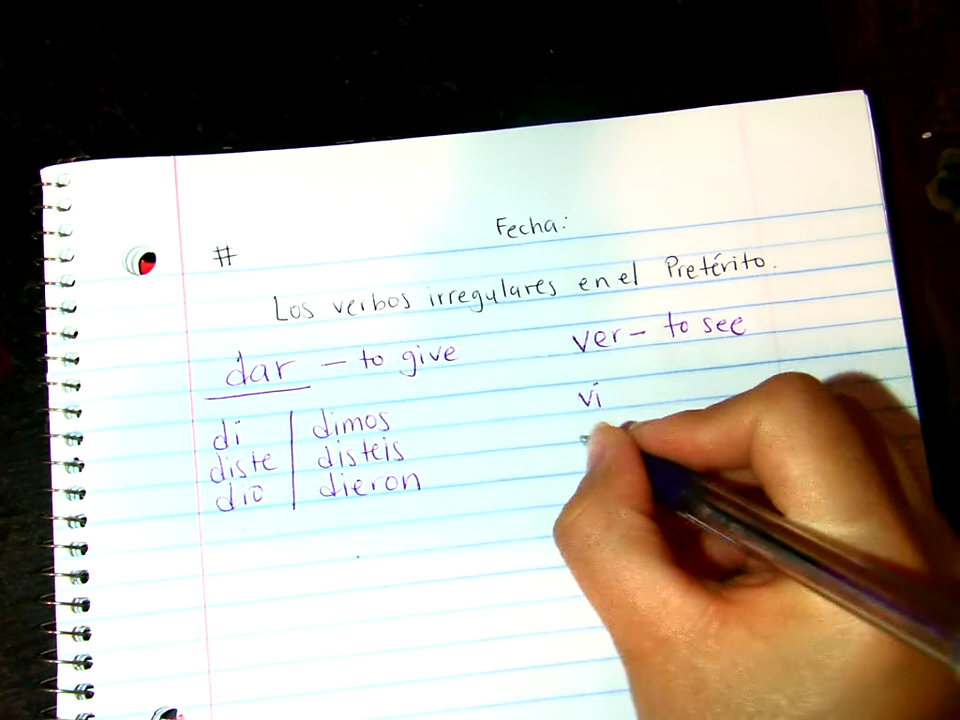 Fecha:
#
Los verbos irregulares en el Pretérito.
dar - to give
di dimos
diste disteis
dio dieron
ver- to see
vi